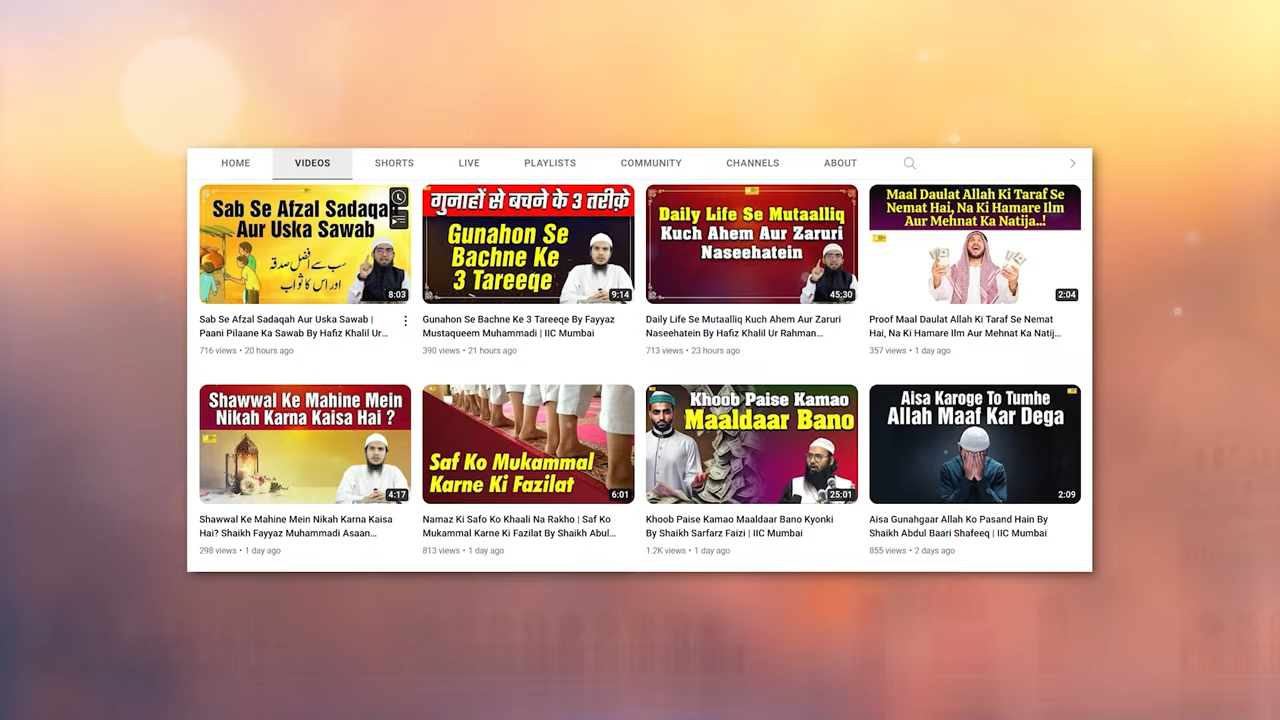 HOME VIDEOS SHORTS LIVE PLAYLISTS COMMUNITY CHANNELS ABOUT
Sab Se Afzal Sadaqa
Aur Uska Sawab
سب سے افضل صدقہ
اور اس کا ثواب
8:03
गुनाहों से बचने के 3 तरीक़े
Gunahon Se
Bachne Ke
3 Tareeqe
9:14
Daily Life Se Mutaalliq
Kuch Ahem Aur Zaruri
Naseehatein
45:30
Maal Daulat Allah Ki Taraf Se
Nemat Hai, Na Ki Hamare Ilm
Aur Mehnat Ka Natija..!
2:04
Sab Se Afzal Sadaqah Aur Uska Sawab |
Paani Pilaane Ka Sawab By Hafiz Khalil Ur...
716 views • 20 hours ago
Gunahon Se Bachne Ke 3 Tareeqe By Fayyaz
Mustaqueem Muhammadi | IIC Mumbai
390 views • 21 hours ago
Daily Life Se Mutaalliq Kuch Ahem Aur Zaruri
Naseehatein By Hafiz Khalil Ur Rahman...
713 views • 23 hours ago
Proof Maal Daulat Allah Ki Taraf Se Nemat
Hai, Na Ki Hamare Ilm Aur Mehnat Ka Natij...
357 views • 1 day ago
Shawwal Ke Mahine Mein
Nikah Karna Kaisa Hai ?
4:17
Saf Ko Mukammal
Karne Ki Fazilat
6:01
Khoob Paise Kamao
Maaldaar Bano
25:01
Aisa Karoge To Tumhe
Allah Maaf Kar Dega
2:09
Shawwal Ke Mahine Mein Nikah Karna Kaisa
Hai? Shaikh Fayyaz Muhammadi Asaan...
298 views • 1 day ago
Namaz Ki Safo Ko Khaali Na Rakho | Saf Ko
Mukammal Karne Ki Fazilat By Shaikh Abul...
813 views • 1 day ago
Khoob Paise Kamao Maaldaar Bano Kyonki
By Shaikh Sarfarz Faizi | IIC Mumbai
1.2K views • 1 day ago
Aisa Gunahgaar Allah Ko Pasand Hain By
Shaikh Abdul Baari Shafeeq | IIC Mumbai
855 views • 2 days ago